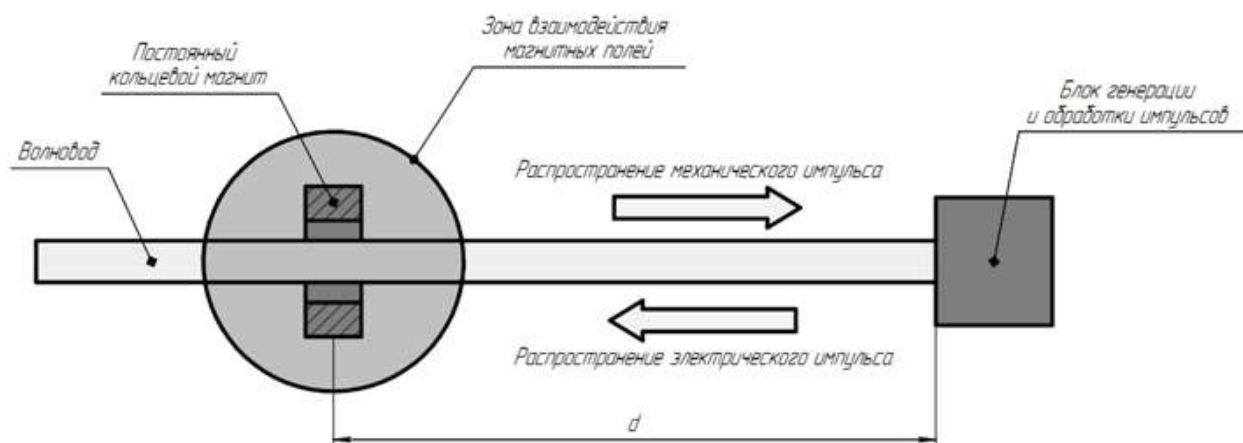 Зона взаимодействия
магнитных полей
Постоянный
кольцевой магнит
Блок генерации
и обработки импульсов
Волновод
Распространение механического импульса
Распространение электрического импульса
d